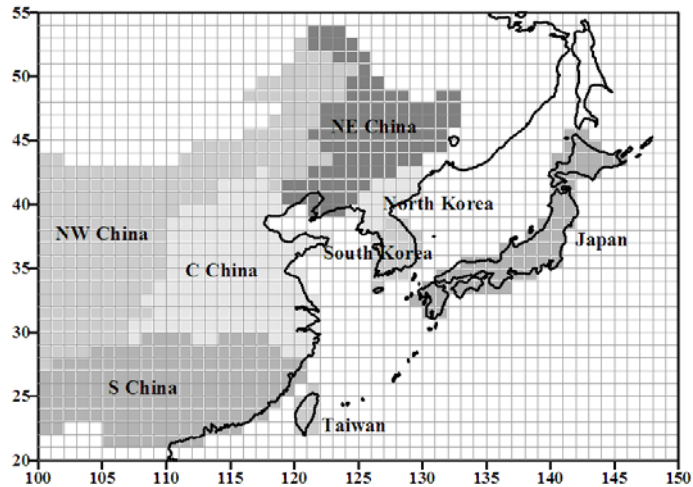 55
50
NE China
45
40
North Korea
NW China
South Korea
Japan
35
C China
30
S China
25
Taiwan
20
100 105 110 115 120 125 130 135 140 145 150